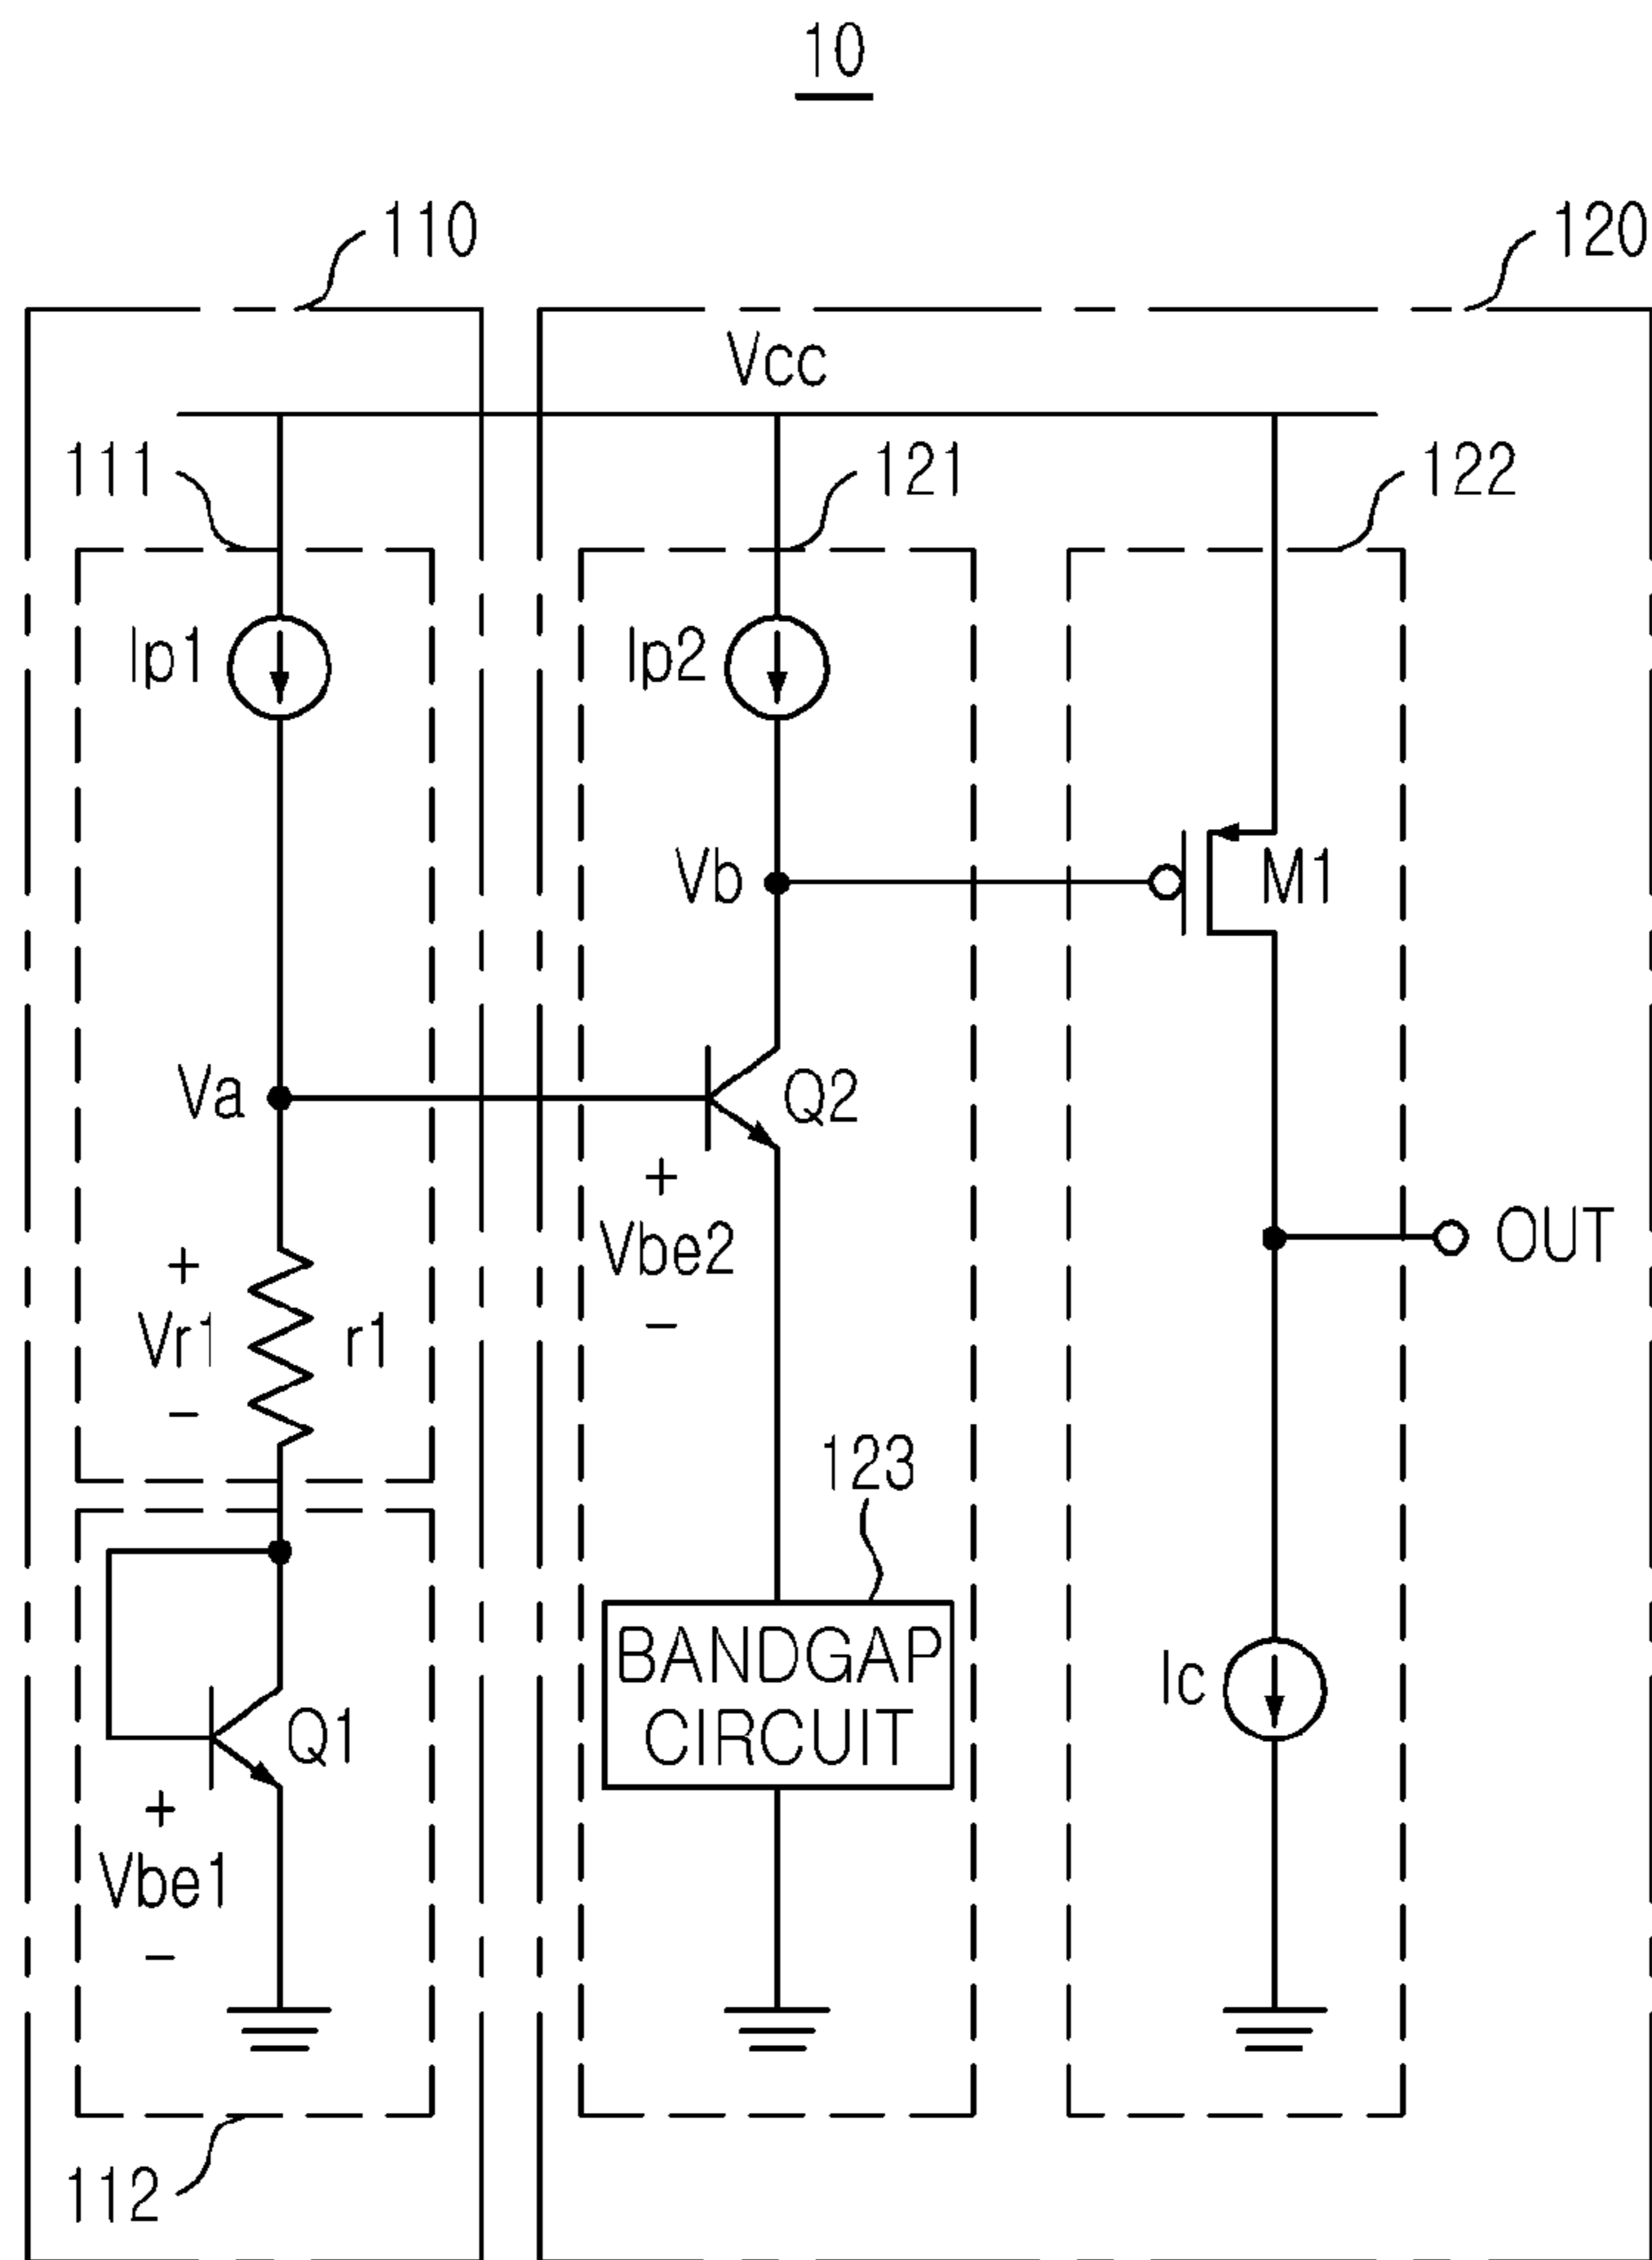 10
110
120
Vcc
111
121
122
Ip1
Ip2
Vb
M1
Va
Q2
+
Vbe2
-
OUT
+
Vr1
-
r1
123
BANDGAP
CIRCUIT
Ic
Q1
+
Vbe1
-
112